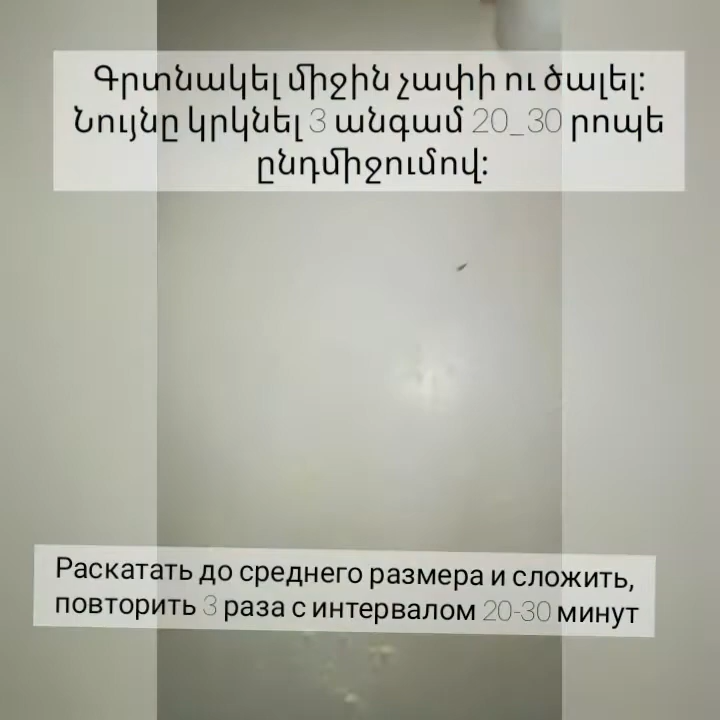 Գրտնակել միջին չափի ու ծալել:
Նույնը կրկնել 3 անգամ 20_30 րոպե
ընդմիջումով:
Раскатать до среднего размера и сложить,
повторить 3 раза с интервалом 20-30 минут